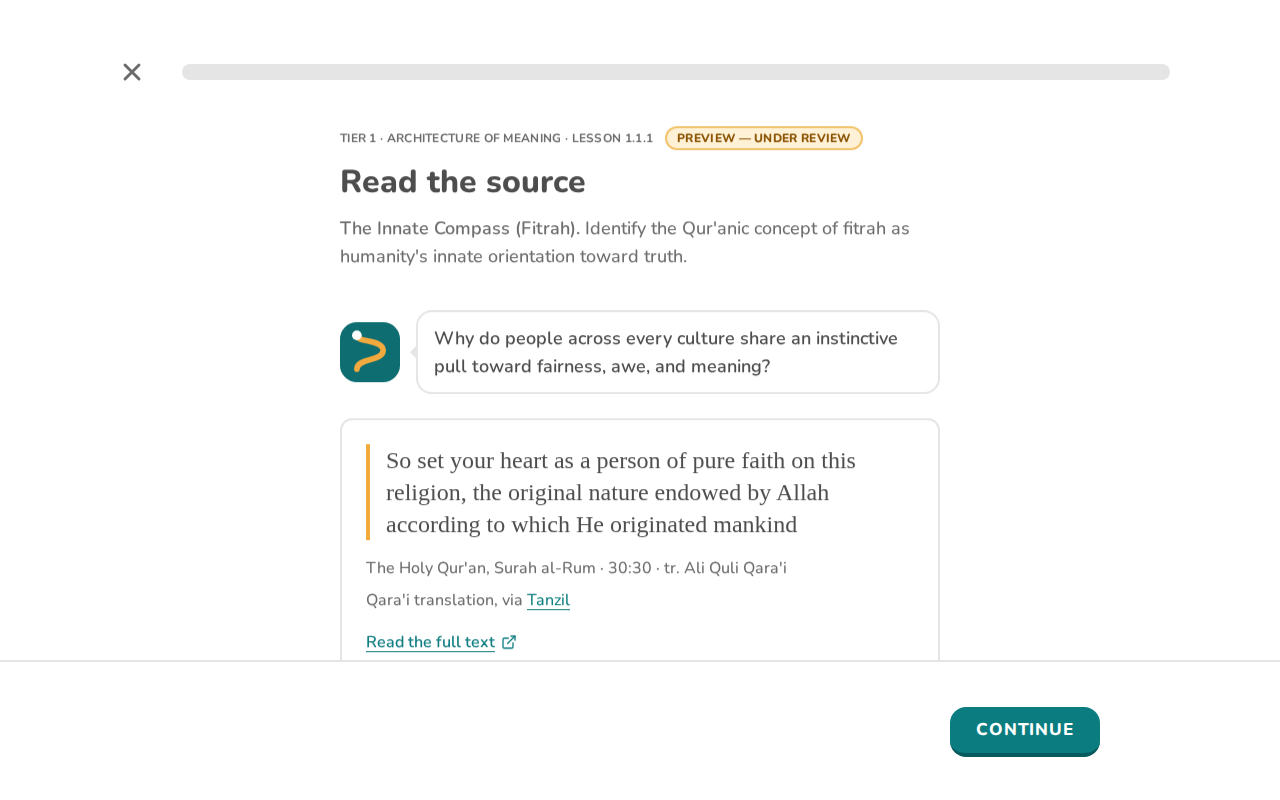 TIER 1 · ARCHITECTURE OF MEANING · LESSON 1.1.1
PREVIEW — UNDER REVIEW
Read the source
The Innate Compass (Fitrah). Identify the Qur'anic concept of fitrah as
humanity's innate orientation toward truth.
Why do people across every culture share an instinctive
pull toward fairness, awe, and meaning?
So set your heart as a person of pure faith on this
religion, the original nature endowed by Allah
according to which He originated mankind
The Holy Qur'an, Surah al-Rum · 30:30 · tr. Ali Quli Qara'i
Qara'i translation, via Tanzil
Read the full text
CONTINUE